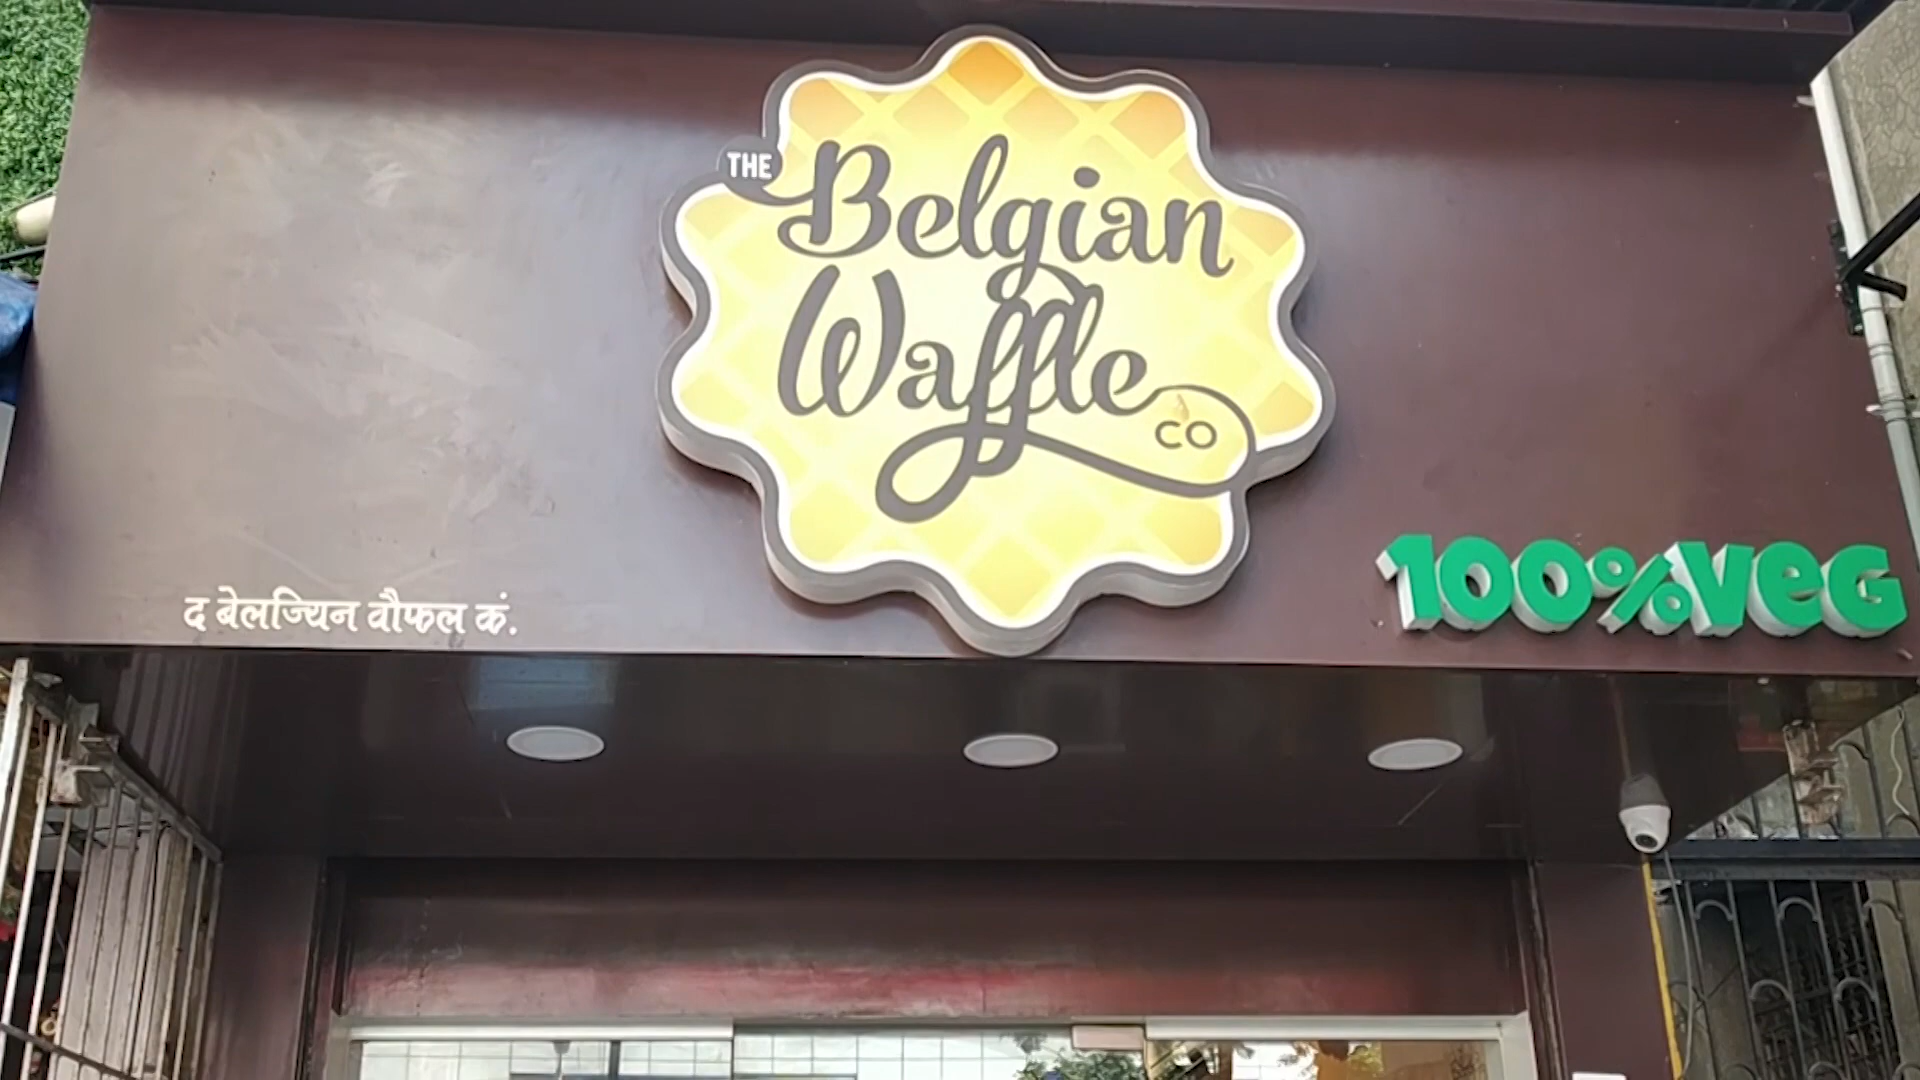 THE
Belgian
Waffle
CO
द बेलज्यिन वौफल कं.
100%VeG